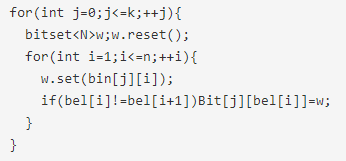 for(int j=0;j<=k;++j){
  bitset<N>w;w.reset();
  for(int i=1;i<=n;++i){
    w.set(bin[j][i]);
    if(bel[i]!=bel[i+1])Bit[j][bel[i]]=w;
  }
}